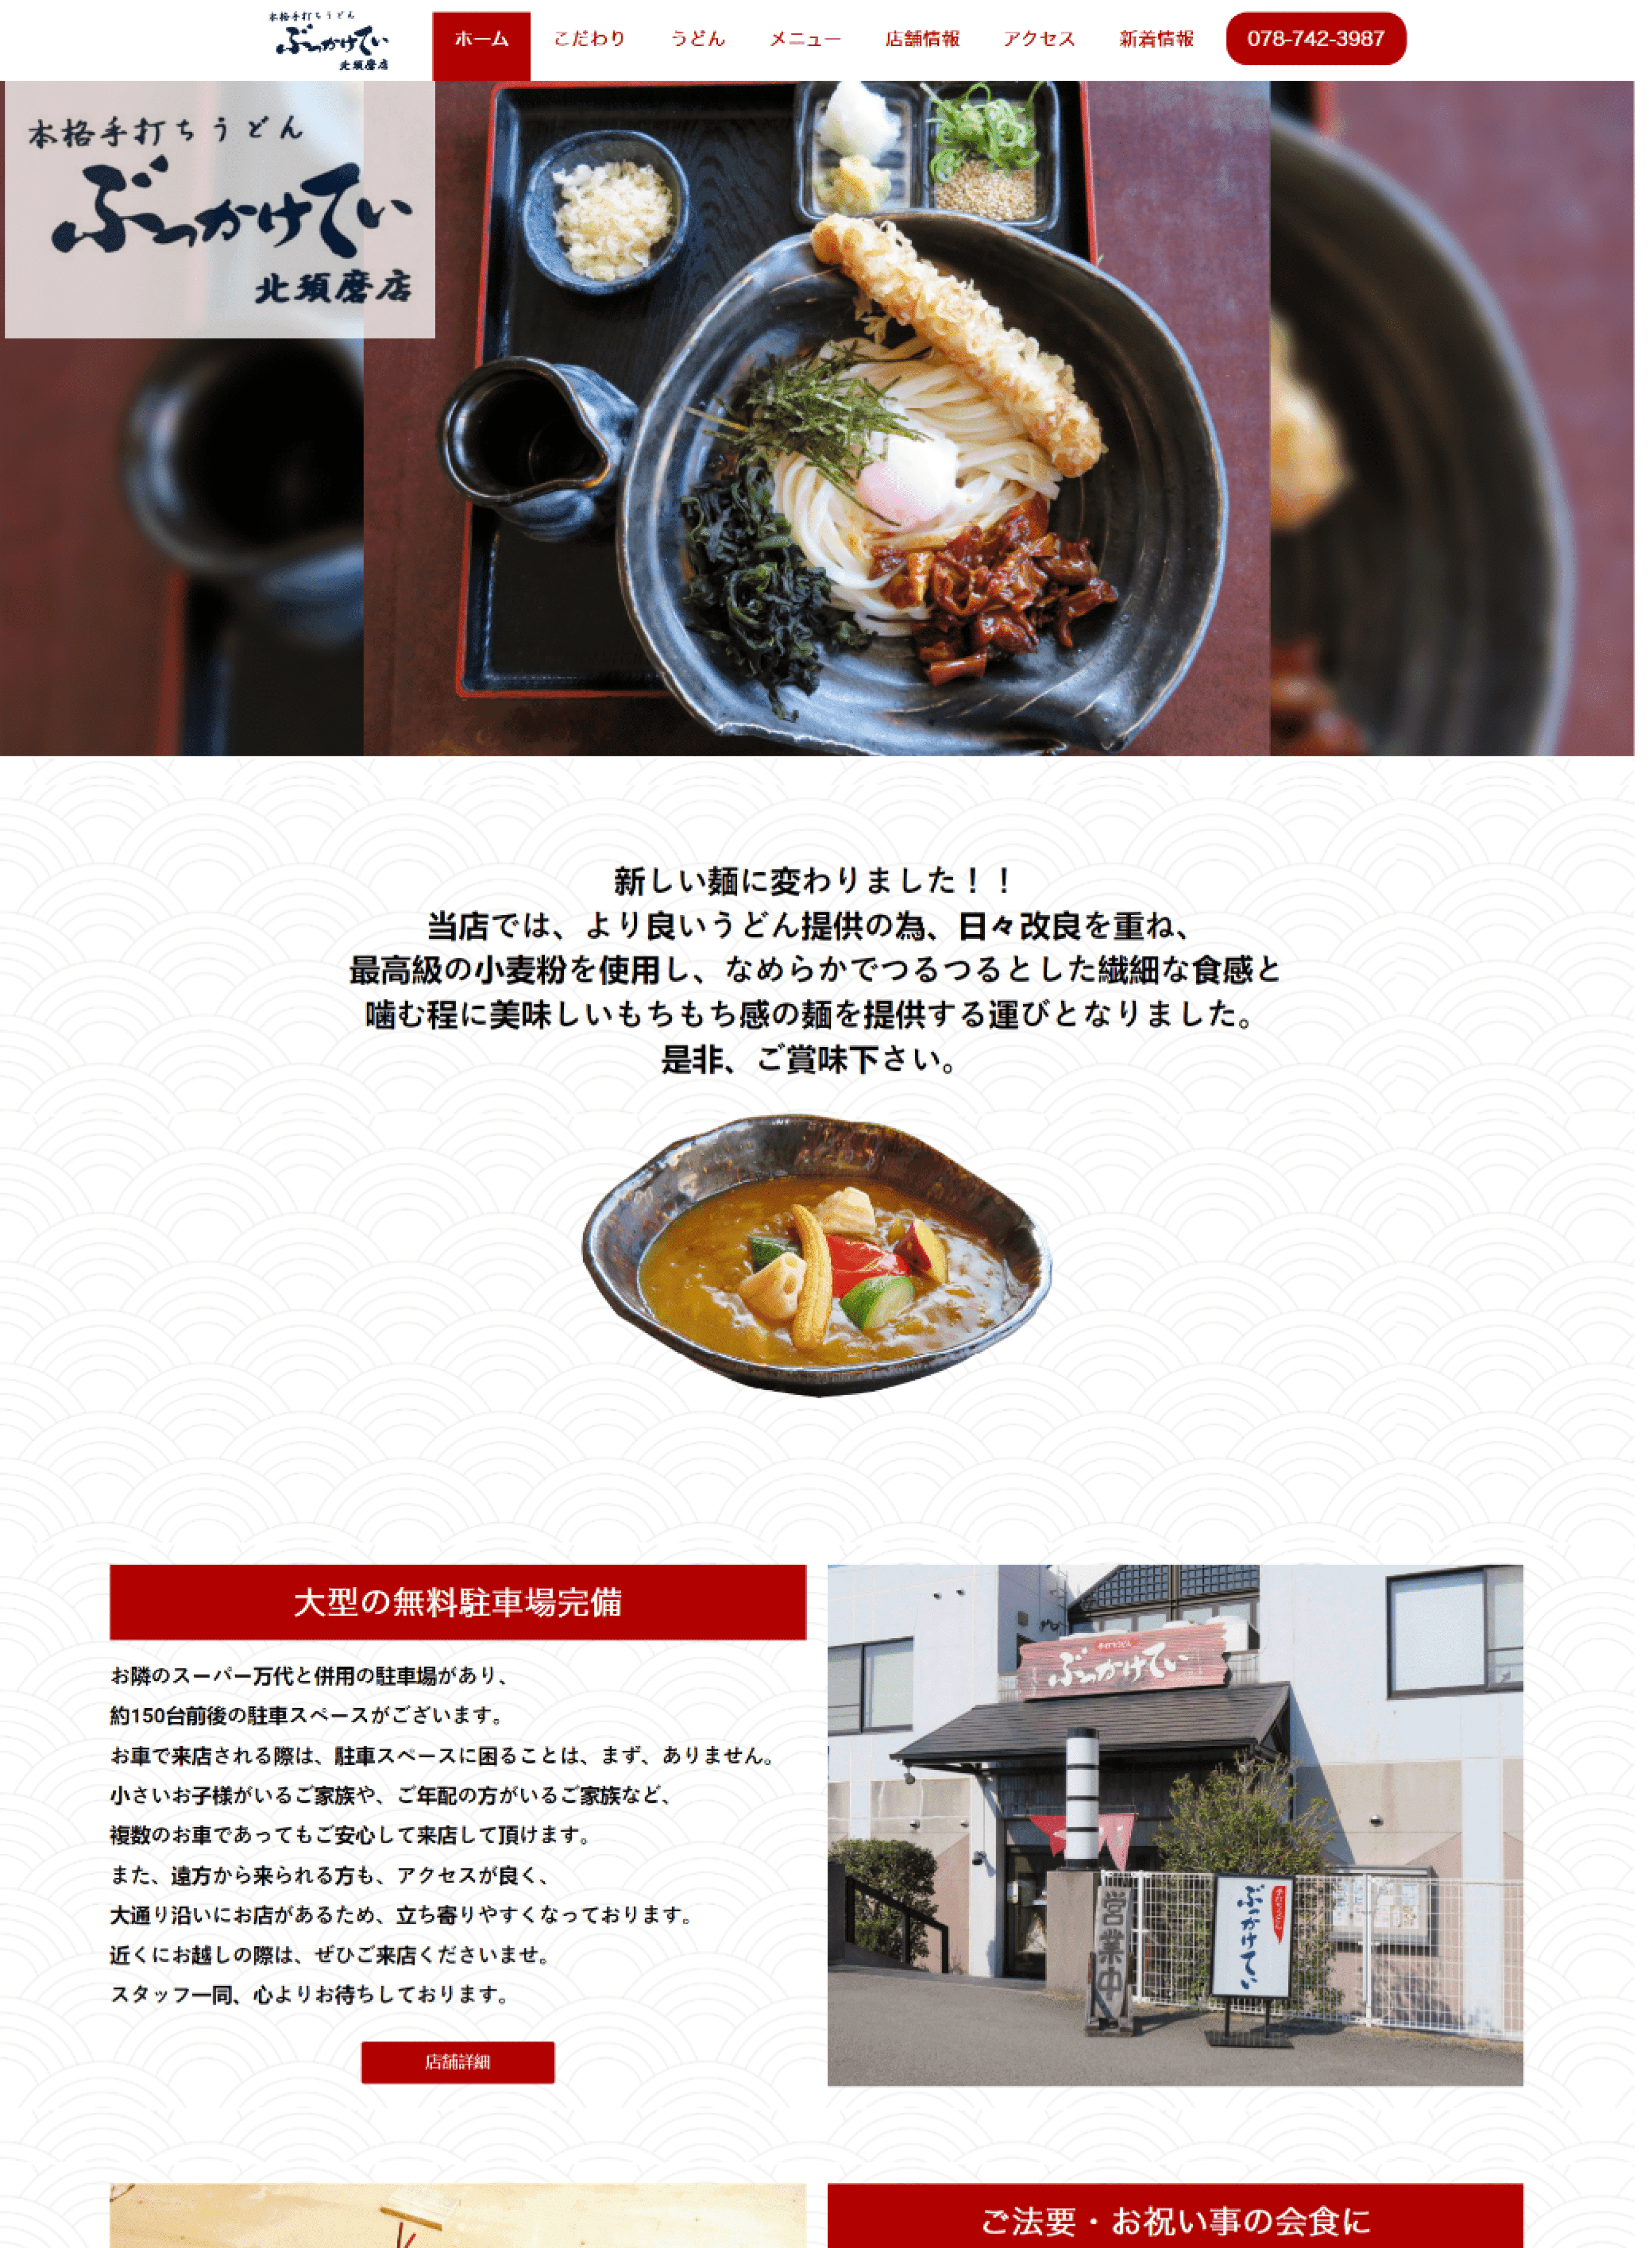 本格手打ちうどん
ぶっかけてい
北須磨店
ホーム
こだわり
うどん
メニュー
店舗情報
アクセス
新着情報
078-742-3987
本格手打ちうどん
ぶっかけてい
北須磨店
新しい麺に変わりました！！
当店では、より良いうどん提供の為、日々改良を重ね、
最高級の小麦粉を使用し、なめらかでつるつるとした繊細な食感と
噛む程に美味しいもちもち感の麺を提供する運びとなりました。
是非、ご賞味下さい。
大型の無料駐車場完備
お隣のスーパー万代と併用の駐車場があり、
約150台前後の駐車スペースがございます。
お車で来店される際は、駐車スペースに困ることは、まず、ありません。
小さいお子様がいるご家族や、ご年配の方がいるご家族など、
複数のお車であってもご安心して来店して頂けます。
また、遠方から来られる方も、アクセスが良く、
大通り沿いにお店があるため、立ち寄りやすくなっております。
近くにお越しの際は、ぜひご来店くださいませ。
スタッフ一同、心よりお待ちしております。
店舗詳細
手打ちうどん
ぶっかけてい
営業中
手打ちうどん
ぶっかけてい
ご法要・お祝い事の会食に